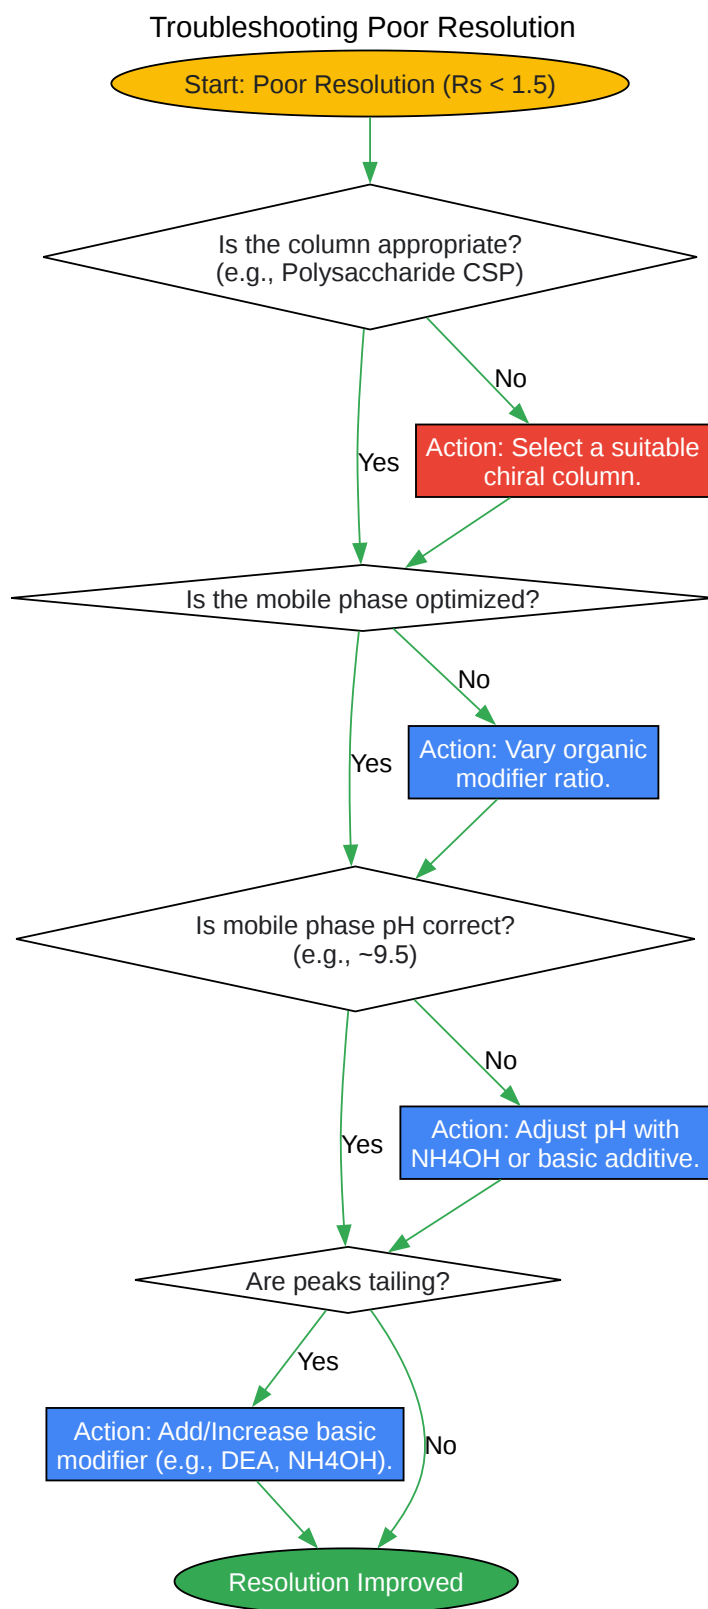 Troubleshooting Poor Resolution
Start: Poor Resolution (Rs < 1.5)
Is the column appropriate?
(e.g., Polysaccharide CSP)
No
Action: Select a suitable
chiral column.
Yes
Is the mobile phase optimized?
No
Action: Vary organic
modifier ratio.
Yes
Is mobile phase pH correct?
(e.g., ~9.5)
No
Action: Adjust pH with
NH4OH or basic additive.
Yes
Are peaks tailing?
Yes
Action: Add/Increase basic
modifier (e.g., DEA, NH4OH).
No
Resolution Improved